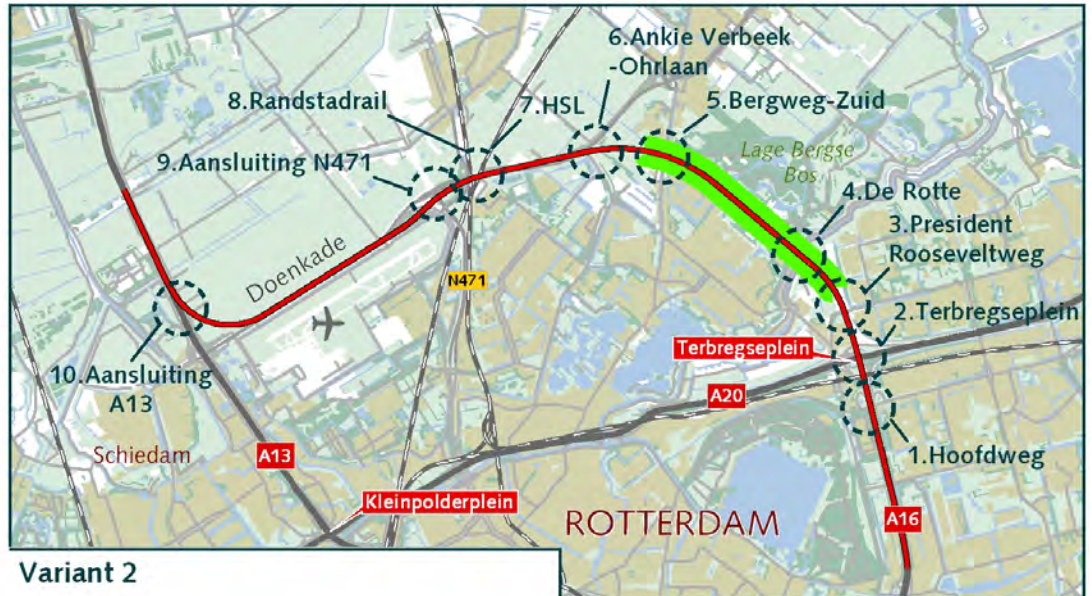 6.Ankie Verbeek
-Ohrlaan
8.Randstadrail
7.HSL
5.Bergweg-Zuid
9.Aansluiting N471
Lage Bergse
Bos
4.De Rotte
3.President
Rooseveltweg
Doenkade
N471
2.Terbregseplein
Terbregseplein
10.Aansluiting
A13
A20
Schiedam
A13
1.Hoofdweg
Kleinpolderplein
ROTTERDAM
A16
Variant 2